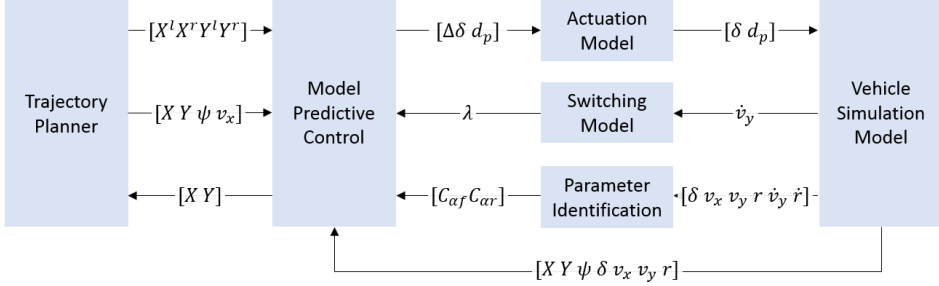 [X^l X^r Y^l Y^r]
[Δδ d_p]
Actuation
Model
[δ d_p]
Trajectory
Planner
[X Y ψ v_x]
Model
Predictive
Control
λ
Switching
Model
v̇_y
Vehicle
Simulation
Model
[X Y]
[C_αf C_αr]
Parameter
Identification
[δ v_x v_y r v̇_y ṙ]
[X Y ψ δ v_x v_y r]